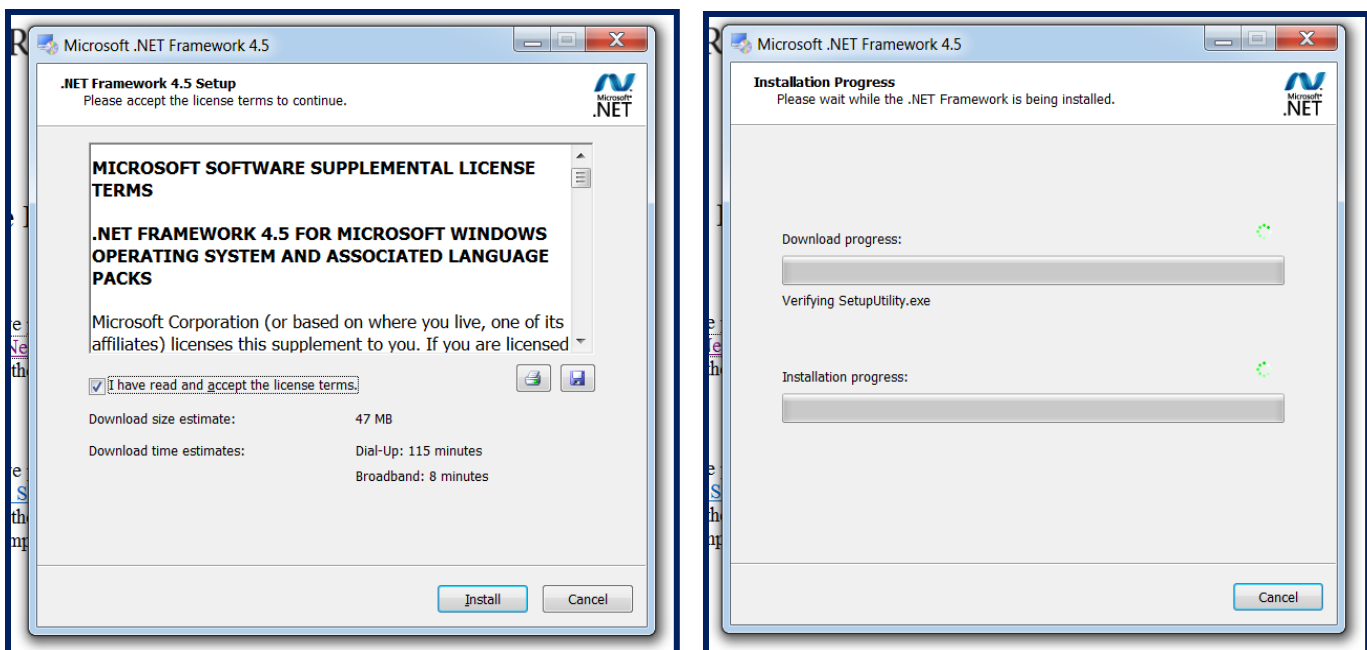 Microsoft .NET Framework 4.5
.NET Framework 4.5 Setup
Please accept the license terms to continue.
Microsoft
.NET
MICROSOFT SOFTWARE SUPPLEMENTAL LICENSE
TERMS
.NET FRAMEWORK 4.5 FOR MICROSOFT WINDOWS
OPERATING SYSTEM AND ASSOCIATED LANGUAGE
PACKS
Microsoft Corporation (or based on where you live, one of its
affiliates) licenses this supplement to you. If you are licensed
I have read and accept the license terms.
Download size estimate: 47 MB
Download time estimates: Dial-Up: 115 minutes
Broadband: 8 minutes
Install Cancel
Microsoft .NET Framework 4.5
Installation Progress
Please wait while the .NET Framework is being installed.
Microsoft
.NET
Download progress:
Verifying SetupUtility.exe
Installation progress:
Cancel